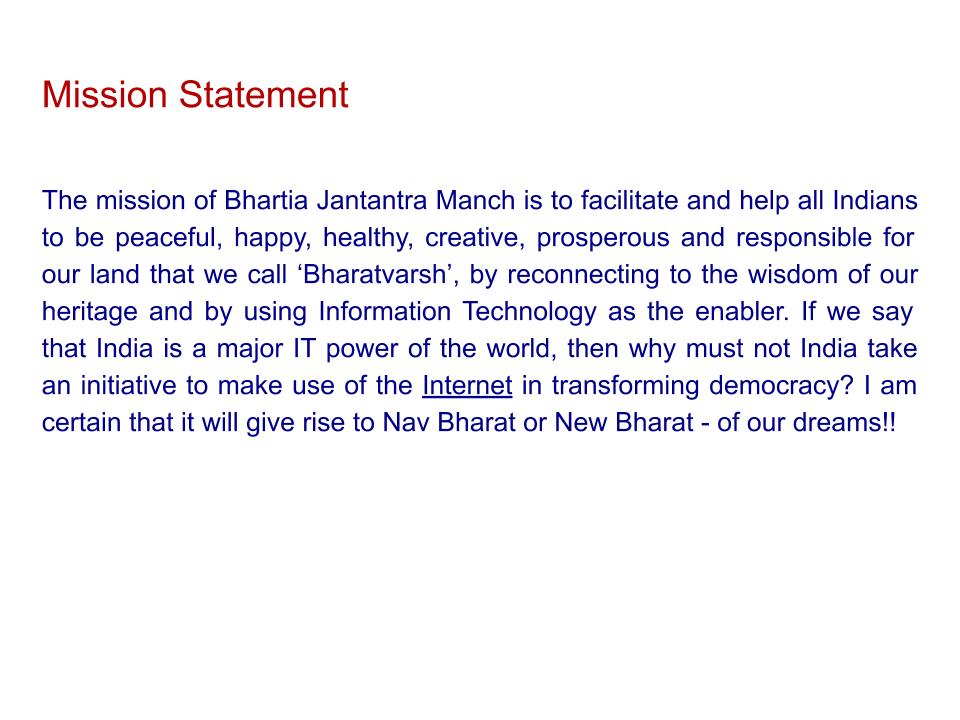 Mission Statement
The mission of Bhartia Jantantra Manch is to facilitate and help all Indians
to be peaceful, happy, healthy, creative, prosperous and responsible for
our land that we call ‘Bharatvarsh’, by reconnecting to the wisdom of our
heritage and by using Information Technology as the enabler. If we say
that India is a major IT power of the world, then why must not India take
an initiative to make use of the Internet in transforming democracy? I am
certain that it will give rise to Nav Bharat or New Bharat - of our dreams!!